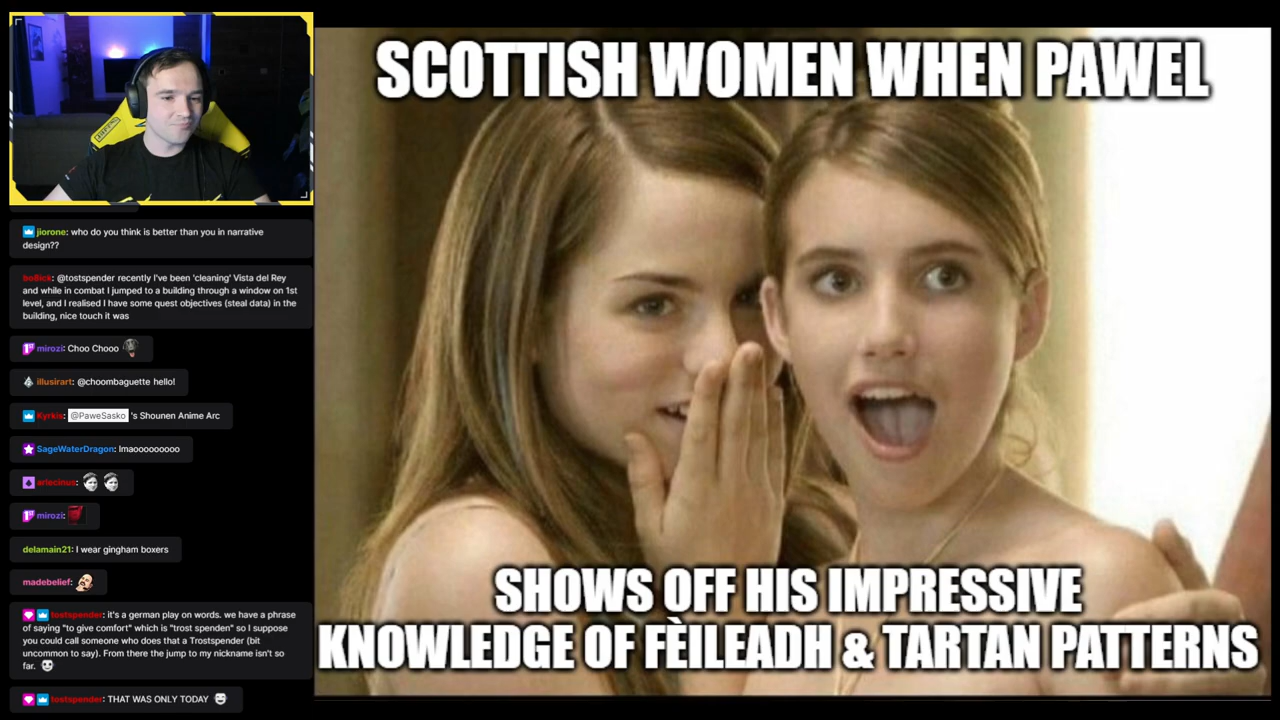 SCOTTISH WOMEN WHEN PAWEL
SHOWS OFF HIS IMPRESSIVE
KNOWLEDGE OF FÈILEADH & TARTAN PATTERNS
jiorone: who do you think is better than you in narrative
design??
@tostspender recently I've been 'cleaning' Vista del Rey
and while in combat I jumped to a building through a window on 1st
level, and I realised I have some quest objectives (steal data) in the
building, nice touch it was
mirozi: Choo Chooo
illusirart: @choombaguette hello!
Kyrkis: @PaweSasko 's Shounen Anime Arc
SageWaterDragon: lmaooooooooo
arlecinus:
mirozi:
delamain21: I wear gingham boxers
madebelief:
tostspender: it's a german play on words. we have a phrase
of saying "to give comfort" which is "trost spenden" so I suppose
you could call someone who does that a Trostspender (bit
uncommon to say). From there the jump to my nickname isn't so
far.
tostspender: THAT WAS ONLY TODAY